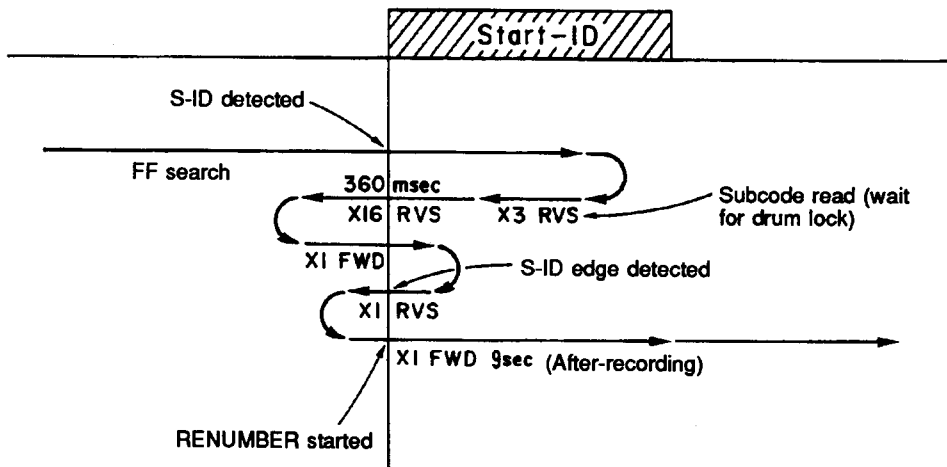 Start-ID
S-ID detected
FF search
360 msec
X16 RVS
X3 RVS
Subcode read (wait
for drum lock)
X1 FWD
S-ID edge detected
X1 RVS
X1 FWD 9sec (After-recording)
RENUMBER started